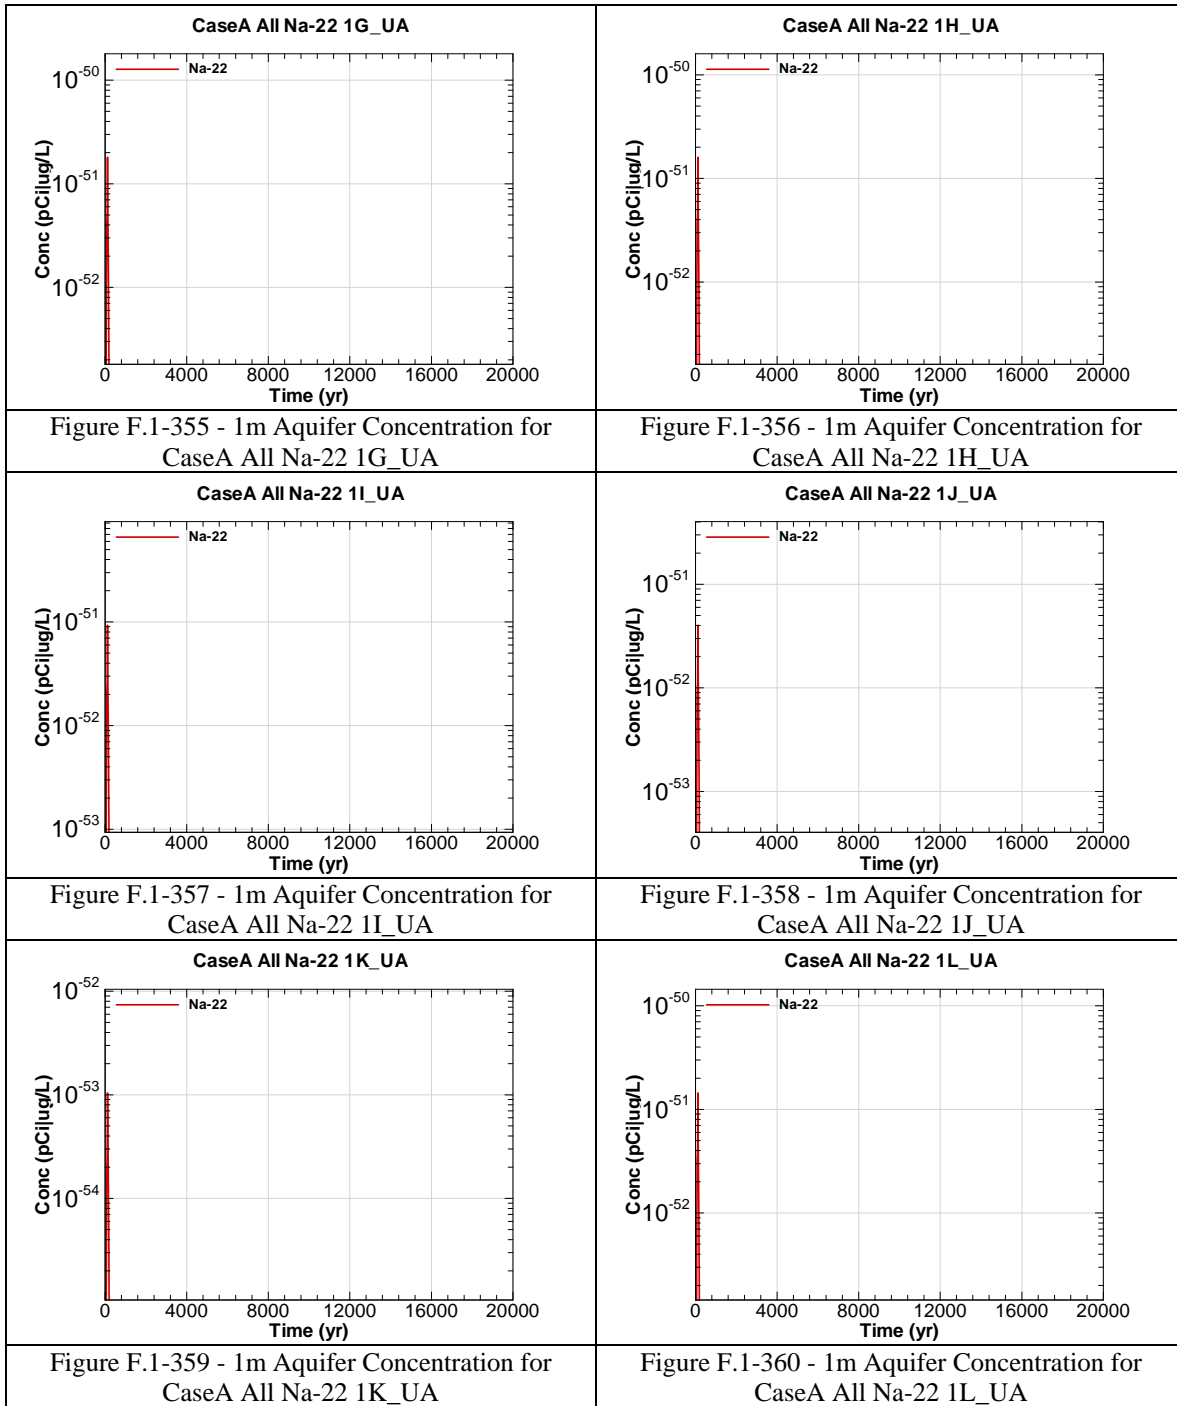 CaseA All Na-22 1G_UA
Na-22
Conc (pCi|ug/L)
10-50
10-51
10-52
0 4000 8000 12000 16000 20000
Time (yr)
Figure F.1-355 - 1m Aquifer Concentration for
CaseA All Na-22 1G_UA
CaseA All Na-22 1H_UA
Na-22
Conc (pCi|ug/L)
10-50
10-51
10-52
0 4000 8000 12000 16000 20000
Time (yr)
Figure F.1-356 - 1m Aquifer Concentration for
CaseA All Na-22 1H_UA
CaseA All Na-22 1I_UA
Na-22
Conc (pCi|ug/L)
10-51
10-52
10-53
0 4000 8000 12000 16000 20000
Time (yr)
Figure F.1-357 - 1m Aquifer Concentration for
CaseA All Na-22 1I_UA
CaseA All Na-22 1J_UA
Na-22
Conc (pCi|ug/L)
10-51
10-52
10-53
0 4000 8000 12000 16000 20000
Time (yr)
Figure F.1-358 - 1m Aquifer Concentration for
CaseA All Na-22 1J_UA
CaseA All Na-22 1K_UA
Na-22
Conc (pCi|ug/L)
10-52
10-53
10-54
0 4000 8000 12000 16000 20000
Time (yr)
Figure F.1-359 - 1m Aquifer Concentration for
CaseA All Na-22 1K_UA
CaseA All Na-22 1L_UA
Na-22
Conc (pCi|ug/L)
10-50
10-51
10-52
0 4000 8000 12000 16000 20000
Time (yr)
Figure F.1-360 - 1m Aquifer Concentration for
CaseA All Na-22 1L_UA